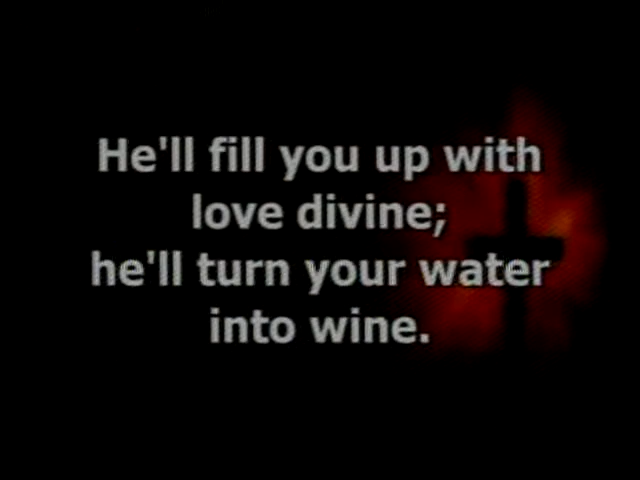 He'll fill you up with
love divine;
he'll turn your water
into wine.